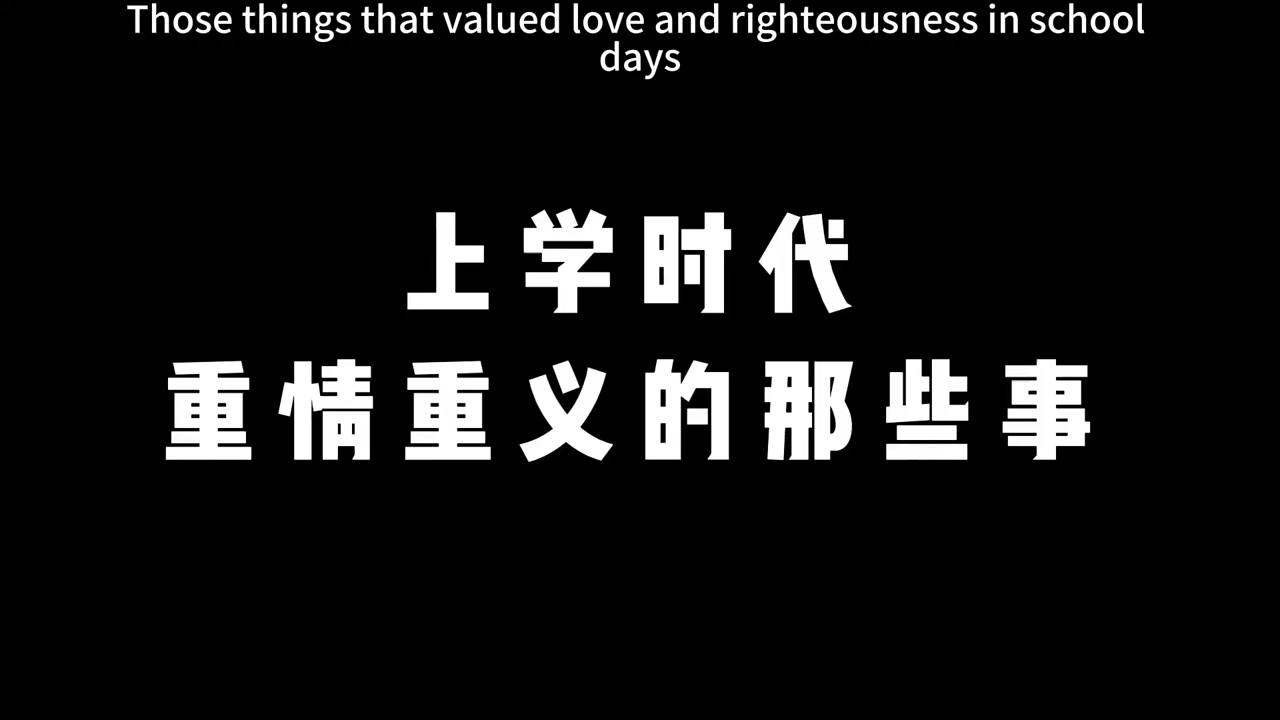 Those things that valued love and righteousness in school
days
上学时代
重情重义的那些事